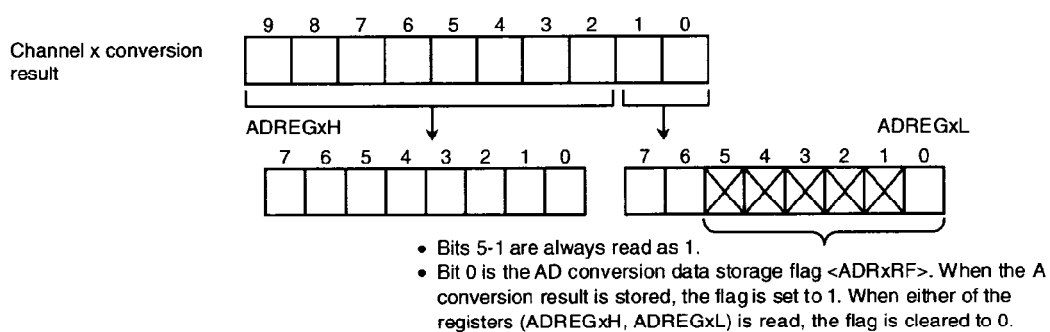 9 8 7 6 5 4 3 2 1 0
Channel x conversion
result
ADREGxH
ADREGxL
7 6 5 4 3 2 1 0
7 6 5 4 3 2 1 0
• Bits 5-1 are always read as 1.
• Bit 0 is the AD conversion data storage flag <ADRxRF>. When the A
conversion result is stored, the flag is set to 1. When either of the
registers (ADREGxH, ADREGxL) is read, the flag is cleared to 0.